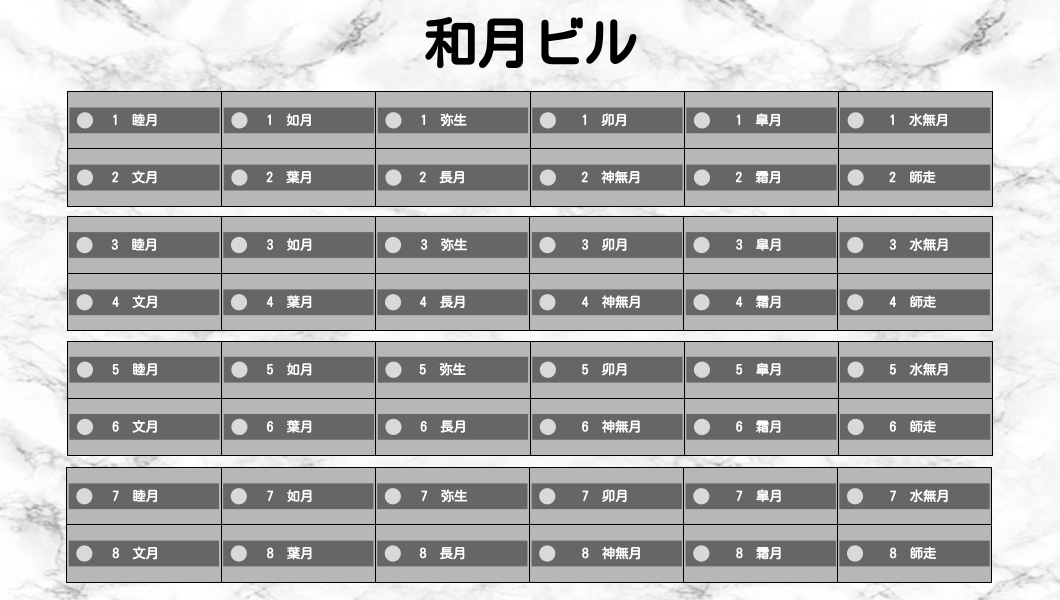 和月ビル
1 睦月 1 如月 1 弥生 1 卯月 1 皐月 1 水無月
2 文月 2 葉月 2 長月 2 神無月 2 霜月 2 師走
3 睦月 3 如月 3 弥生 3 卯月 3 皐月 3 水無月
4 文月 4 葉月 4 長月 4 神無月 4 霜月 4 師走
5 睦月 5 如月 5 弥生 5 卯月 5 皐月 5 水無月
6 文月 6 葉月 6 長月 6 神無月 6 霜月 6 師走
7 睦月 7 如月 7 弥生 7 卯月 7 皐月 7 水無月
8 文月 8 葉月 8 長月 8 神無月 8 霜月 8 師走